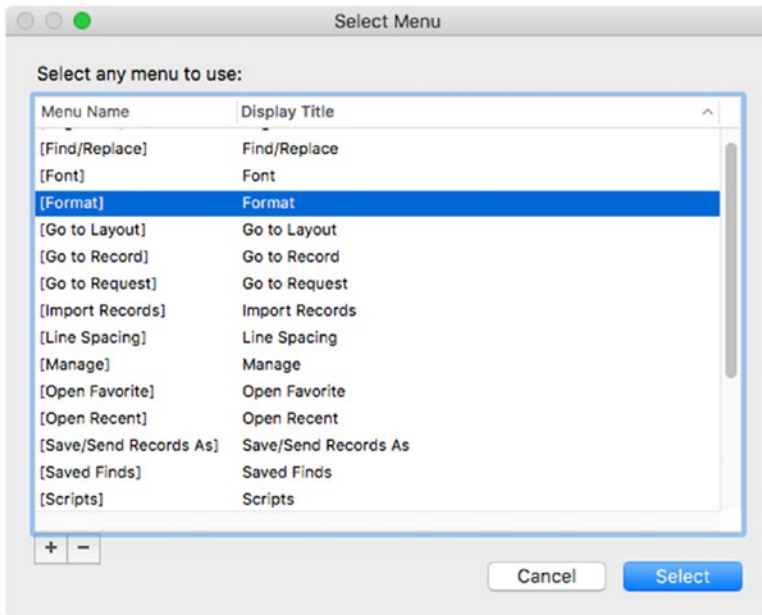 Select Menu
Select any menu to use:
Menu Name Display Title
[Find/Replace] Find/Replace
[Font] Font
[Format] Format
[Go to Layout] Go to Layout
[Go to Record] Go to Record
[Go to Request] Go to Request
[Import Records] Import Records
[Line Spacing] Line Spacing
[Manage] Manage
[Open Favorite] Open Favorite
[Open Recent] Open Recent
[Save/Send Records As] Save/Send Records As
[Saved Finds] Saved Finds
[Scripts] Scripts
+ −
Cancel Select